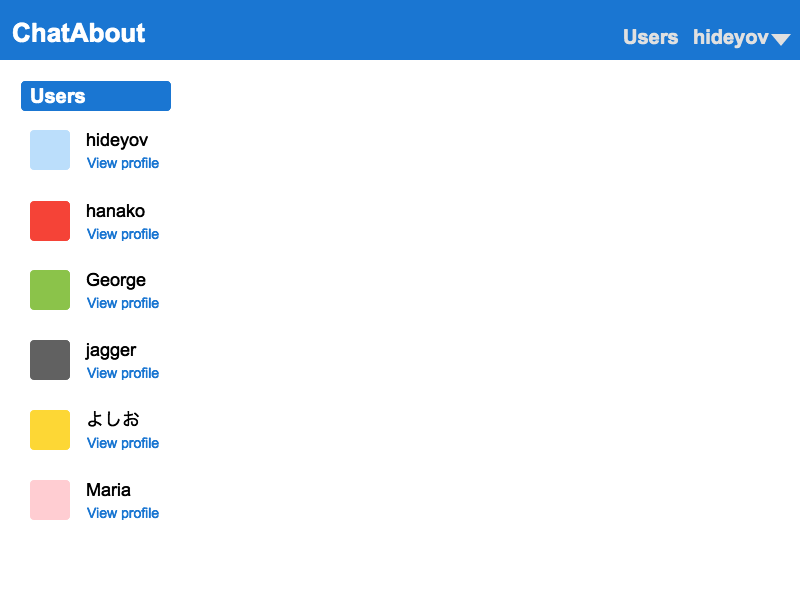 ChatAbout
Users hideyov
Users
hideyov
View profile
hanako
View profile
George
View profile
jagger
View profile
よしお
View profile
Maria
View profile